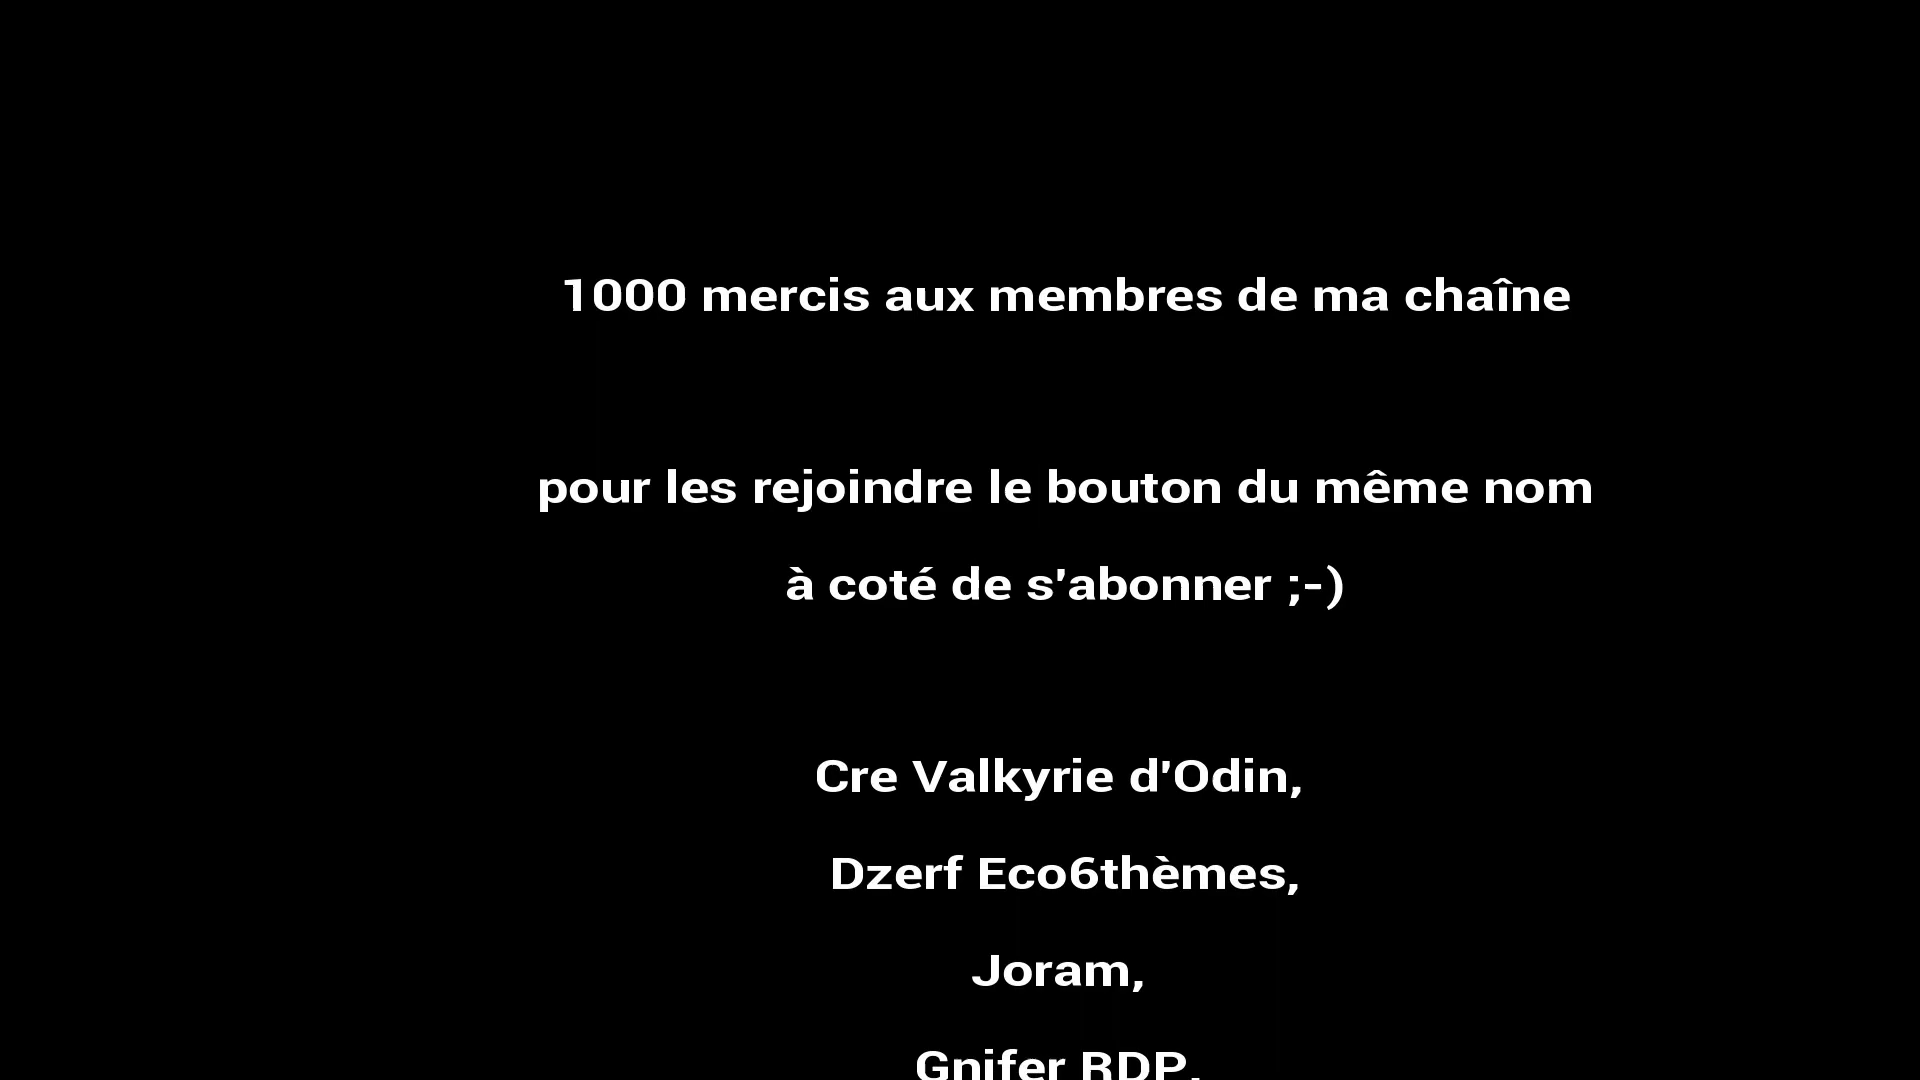 1000 mercis aux membres de ma chaîne
pour les rejoindre le bouton du même nom
à coté de s'abonner ;-)
Cre Valkyrie d'Odin,
Dzerf Eco6thèmes,
Joram,
Gnifer RDP,